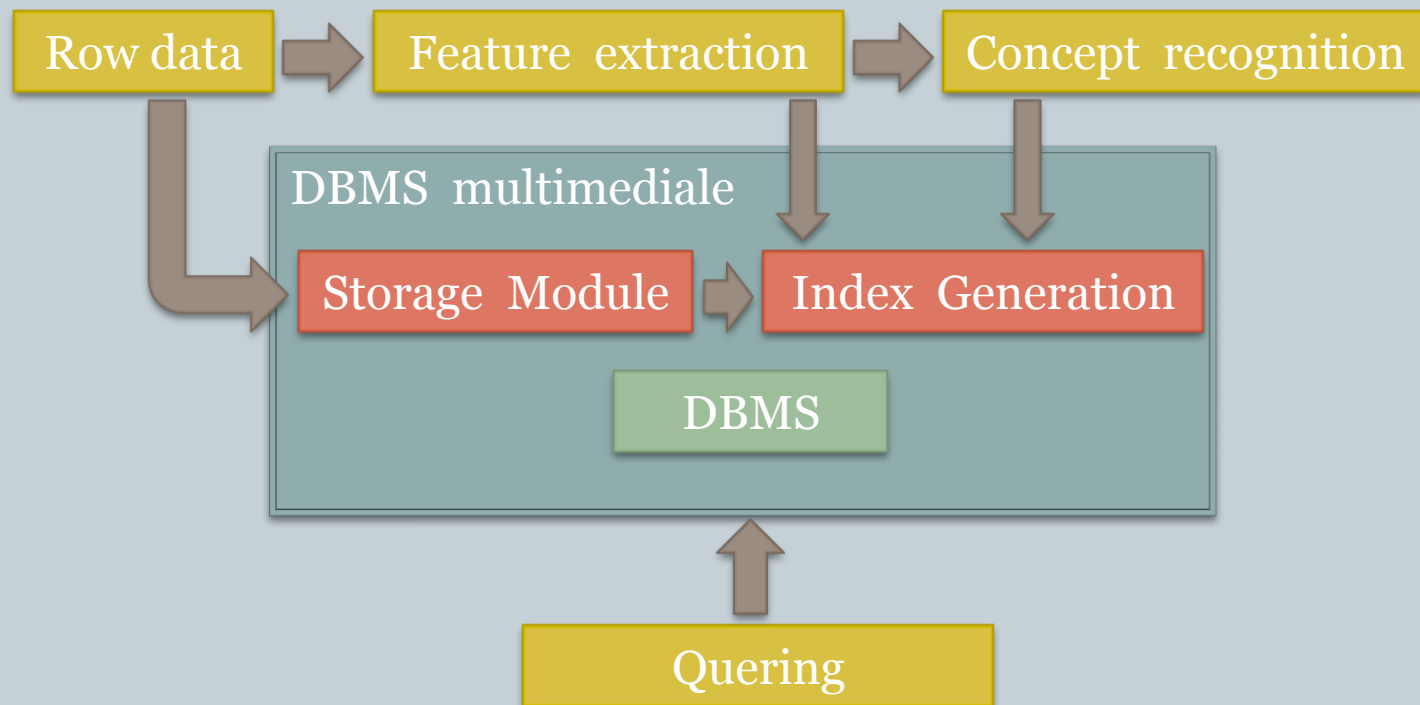 Row data
Feature extraction
Concept recognition
DBMS multimediale
Storage Module
Index Generation
DBMS
Quering